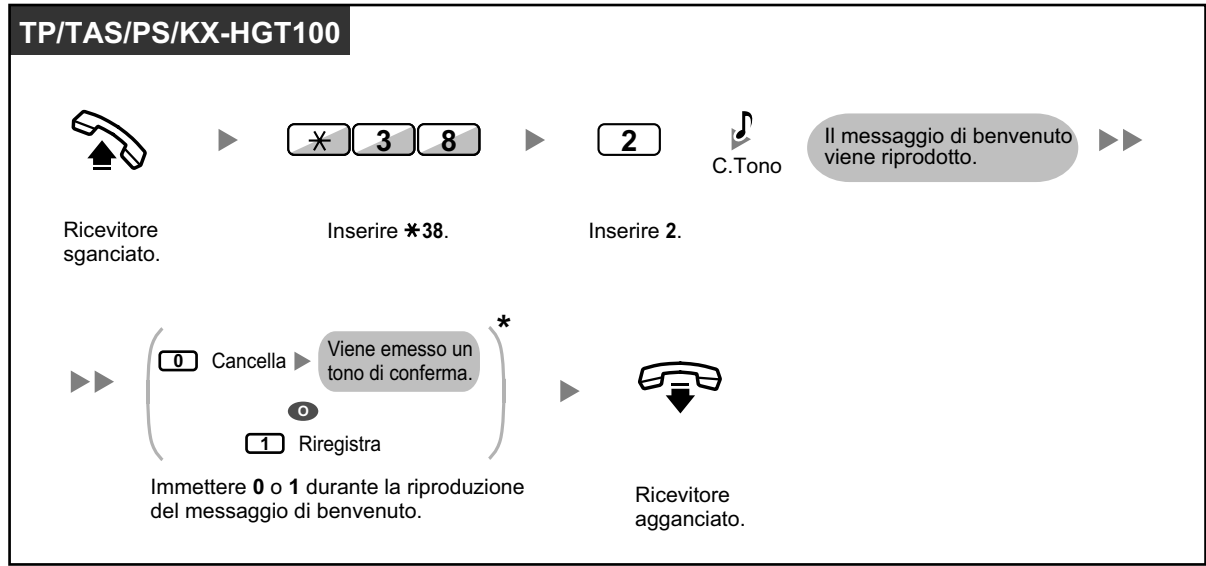 TP/TAS/PS/KX-HGT100
* 3 8
2
C.Tono
Il messaggio di benvenuto
viene riprodotto.
Ricevitore
sganciato.
Inserire *38.
Inserire 2.
0 Cancella
Viene emesso un
tono di conferma.
*
O
1 Riregistra
Immettere 0 o 1 durante la riproduzione
del messaggio di benvenuto.
Ricevitore
agganciato.